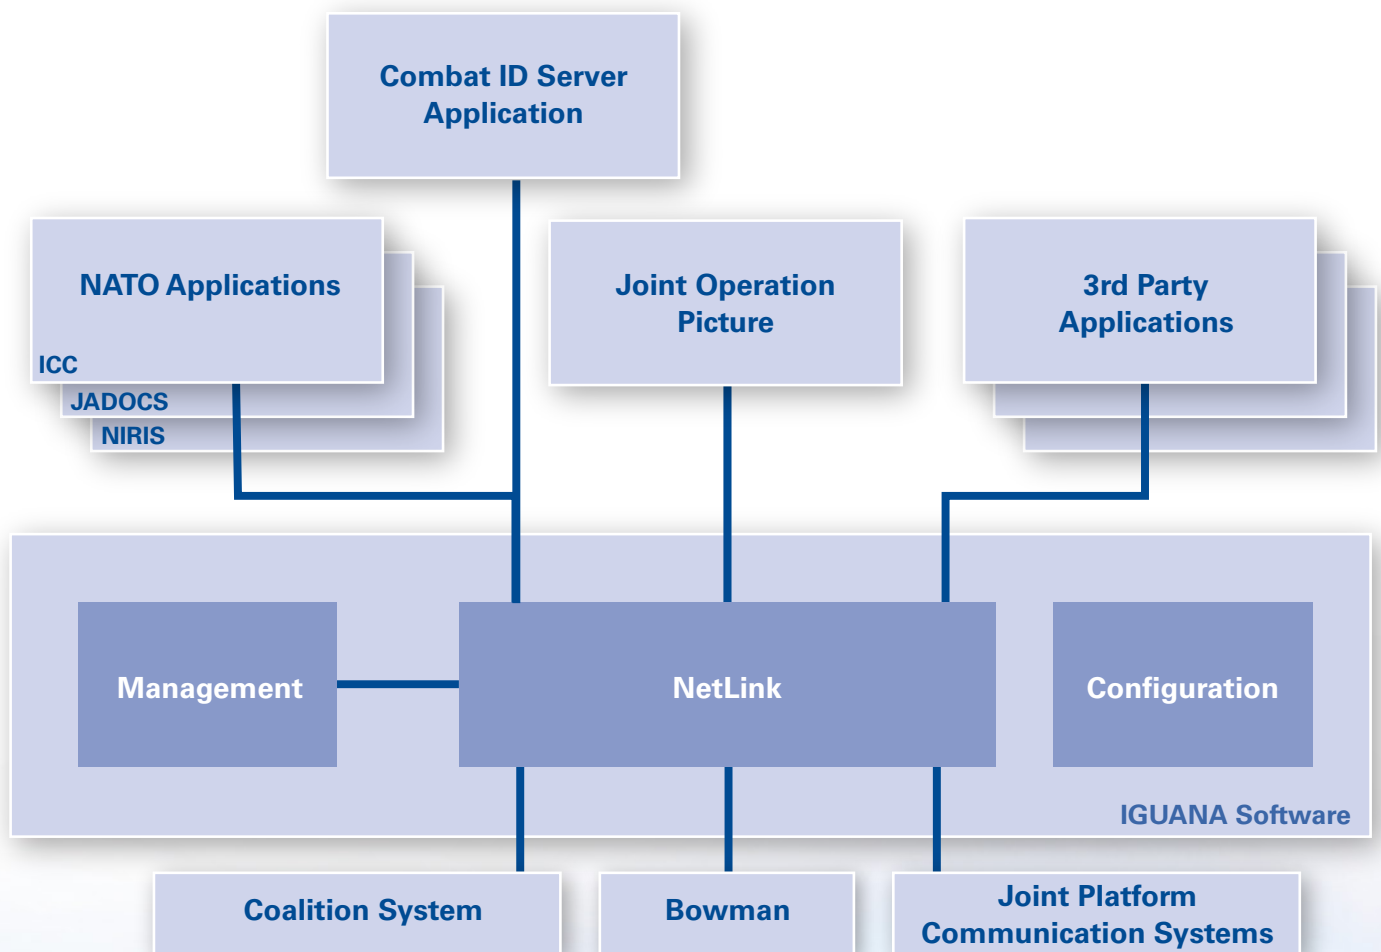 Combat ID Server
Application
NATO Applications
ICC
JADOCS
NIRIS
Joint Operation
Picture
3rd Party
Applications
Management
NetLink
Configuration
IGUANA Software
Coalition System
Bowman
Joint Platform
Communication Systems